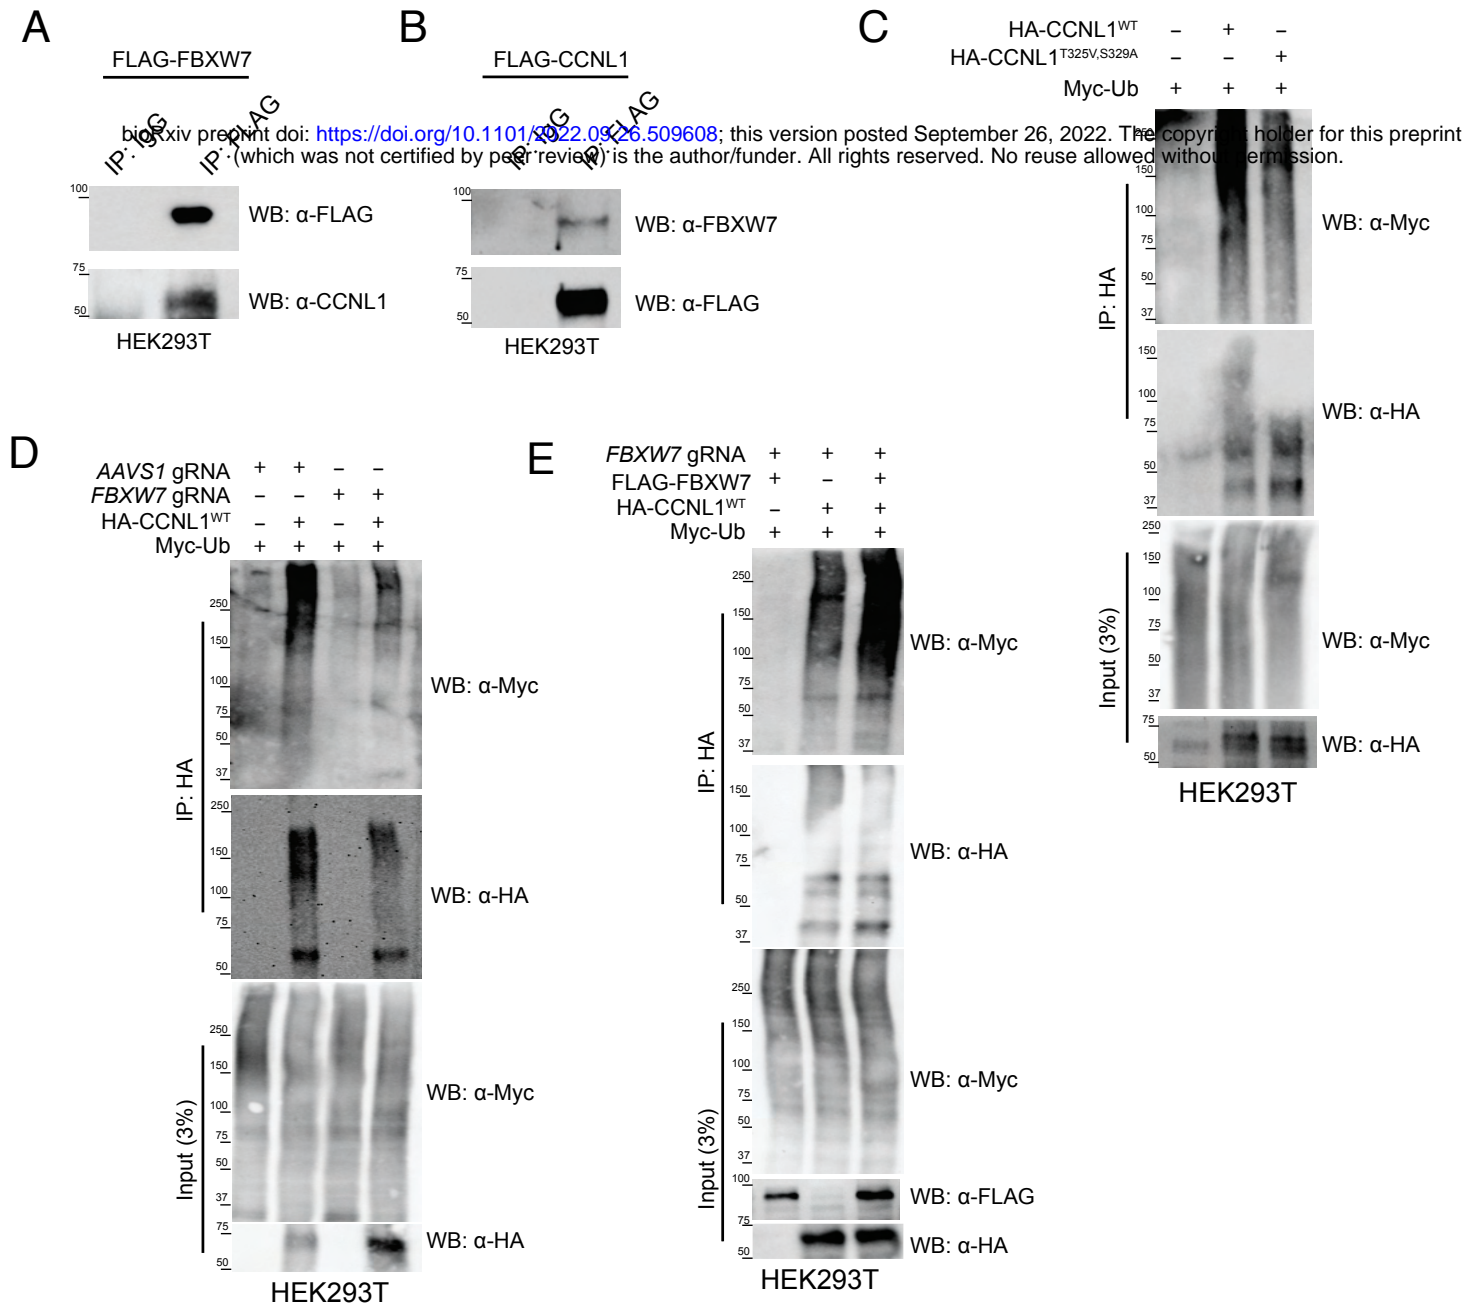 A
FLAG-FBXW7
IP: IgG
IP: FLAG
100
WB: α-FLAG
75
50
WB: α-CCNL1
HEK293T
B
FLAG-CCNL1
IP: IgG
IP: FLAG
100
WB: α-FBXW7
75
50
WB: α-FLAG
HEK293T
bioRxiv preprint doi: https://doi.org/10.1101/2022.09.26.509608; this version posted September 26, 2022. The copyright holder for this preprint
(which was not certified by peer review) is the author/funder. All rights reserved. No reuse allowed without permission.
C
HA-CCNL1WT – + –
HA-CCNL1T325V,S329A – – +
Myc-Ub + + +
IP: HA
250
150
100
75
50
37
WB: α-Myc
150
100
75
50
37
WB: α-HA
Input (3%)
250
150
100
75
50
37
WB: α-Myc
75
50
WB: α-HA
HEK293T
D
AAVS1 gRNA + + – –
FBXW7 gRNA – – + +
HA-CCNL1WT – + – +
Myc-Ub + + + +
IP: HA
250
150
100
75
50
37
WB: α-Myc
250
150
100
75
50
WB: α-HA
Input (3%)
250
150
100
75
50
37
WB: α-Myc
75
50
WB: α-HA
HEK293T
E
FBXW7 gRNA + + +
FLAG-FBXW7 + – +
HA-CCNL1WT – + +
Myc-Ub + + +
IP: HA
250
150
100
75
50
37
WB: α-Myc
150
100
75
50
37
WB: α-HA
Input (3%)
250
150
100
75
50
37
WB: α-Myc
100
WB: α-FLAG
75
50
WB: α-HA
HEK293T